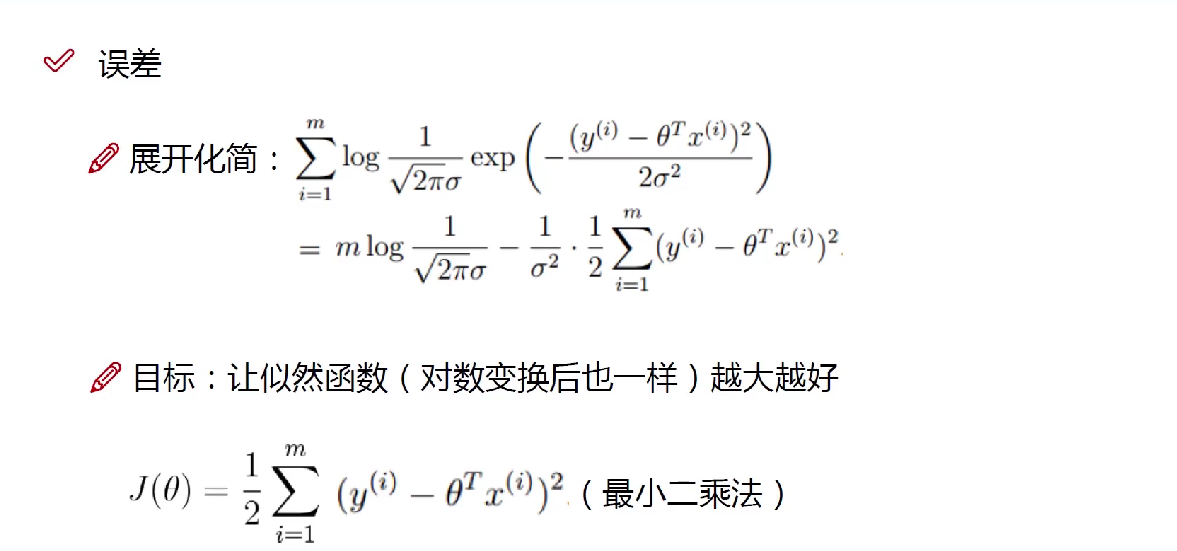 误差
展开化简：$\sum_{i=1}^{m} \log \frac{1}{\sqrt{2\pi}\sigma} \exp\left(-\frac{(y^{(i)} - \theta^T x^{(i)})^2}{2\sigma^2}\right)$
$= m \log \frac{1}{\sqrt{2\pi}\sigma} - \frac{1}{\sigma^2} \cdot \frac{1}{2} \sum_{i=1}^{m} (y^{(i)} - \theta^T x^{(i)})^2.$
目标：让似然函数（对数变换后也一样）越大越好
$J(\theta) = \frac{1}{2} \sum_{i=1}^{m} (y^{(i)} - \theta^T x^{(i)})^2.$（最小二乘法）